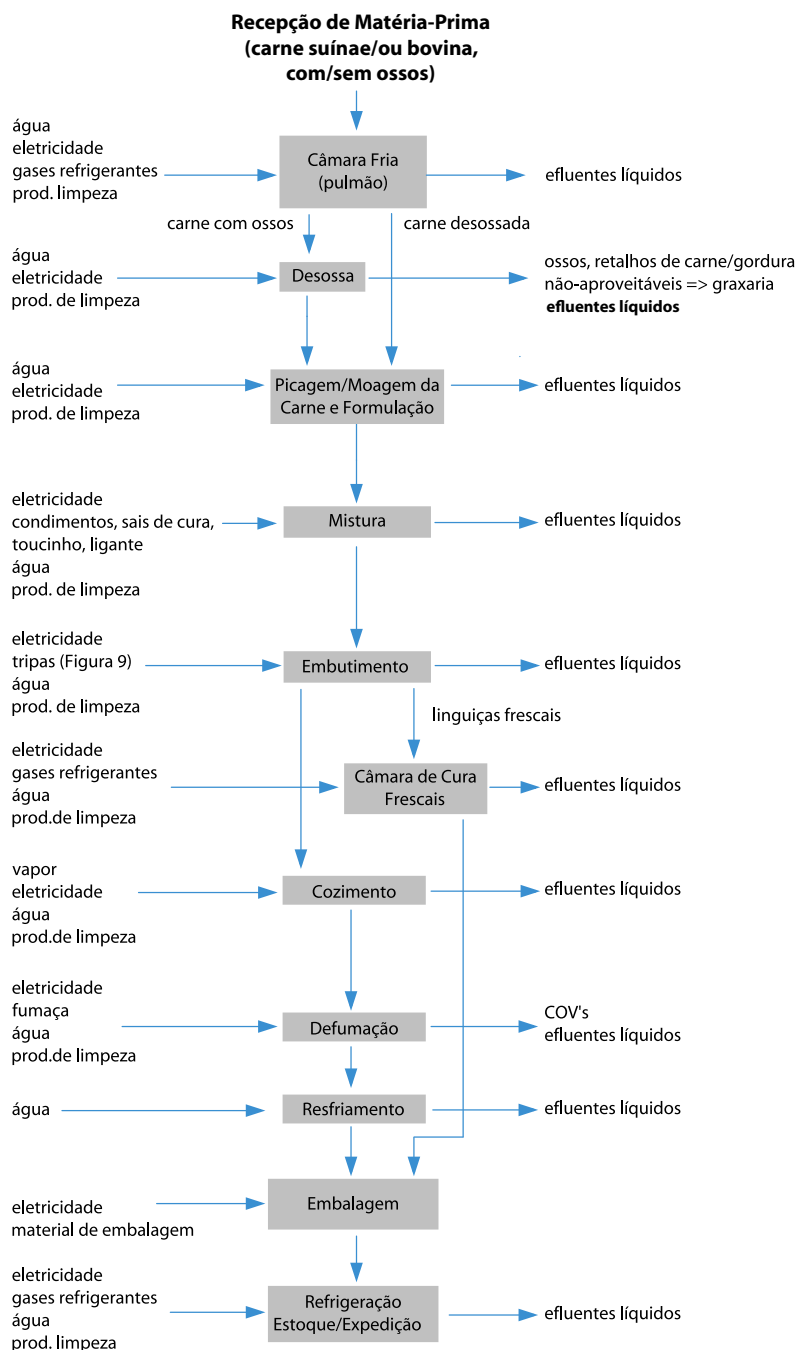 Recepção de Matéria-Prima
(carne suínae/ou bovina,
com/sem ossos)
água
eletricidade
gases refrigerantes
prod. limpeza
Câmara Fria
(pulmão)
efluentes líquidos
carne com ossos
carne desossada
água
eletricidade
prod. de limpeza
Desossa
ossos, retalhos de carne/gordura
não-aproveitáveis => graxaria
efluentes líquidos
água
eletricidade
prod. de limpeza
Picagem/Moagem da
Carne e Formulação
efluentes líquidos
eletricidade
condimentos, sais de cura,
toucinho, ligante
água
prod. de limpeza
Mistura
efluentes líquidos
eletricidade
tripas (Figura 9)
água
prod. de limpeza
Embutimento
efluentes líquidos
linguiças frescais
eletricidade
gases refrigerantes
água
prod.de limpeza
Câmara de Cura
Frescais
efluentes líquidos
vapor
eletricidade
água
prod.de limpeza
Cozimento
efluentes líquidos
eletricidade
fumaça
água
prod.de limpeza
Defumação
COV's
efluentes líquidos
água
Resfriamento
efluentes líquidos
eletricidade
material de embalagem
Embalagem
eletricidade
gases refrigerantes
água
prod. limpeza
Refrigeração
Estoque/Expedição
efluentes líquidos